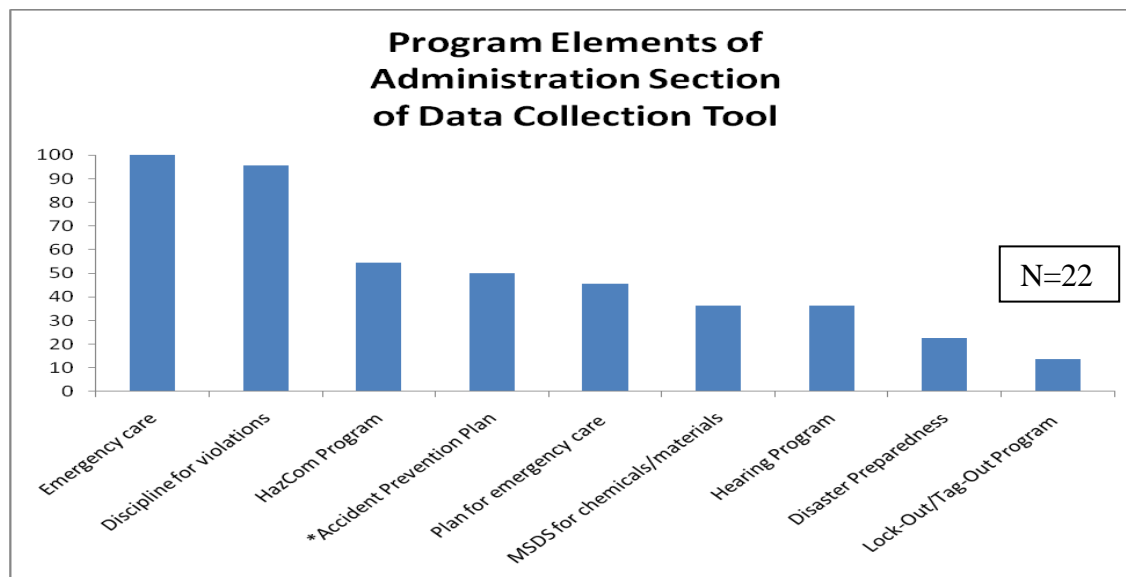 Program Elements of
Administration Section
of Data Collection Tool
100
90
80
70
60
50
40
30
20
10
0
N=22
Emergency care
Discipline for violations
HazCom Program
*Accident Prevention Plan
Plan for emergency care
MSDS for chemicals/materials
Hearing Program
Disaster Preparedness
Lock-Out/Tag-Out Program